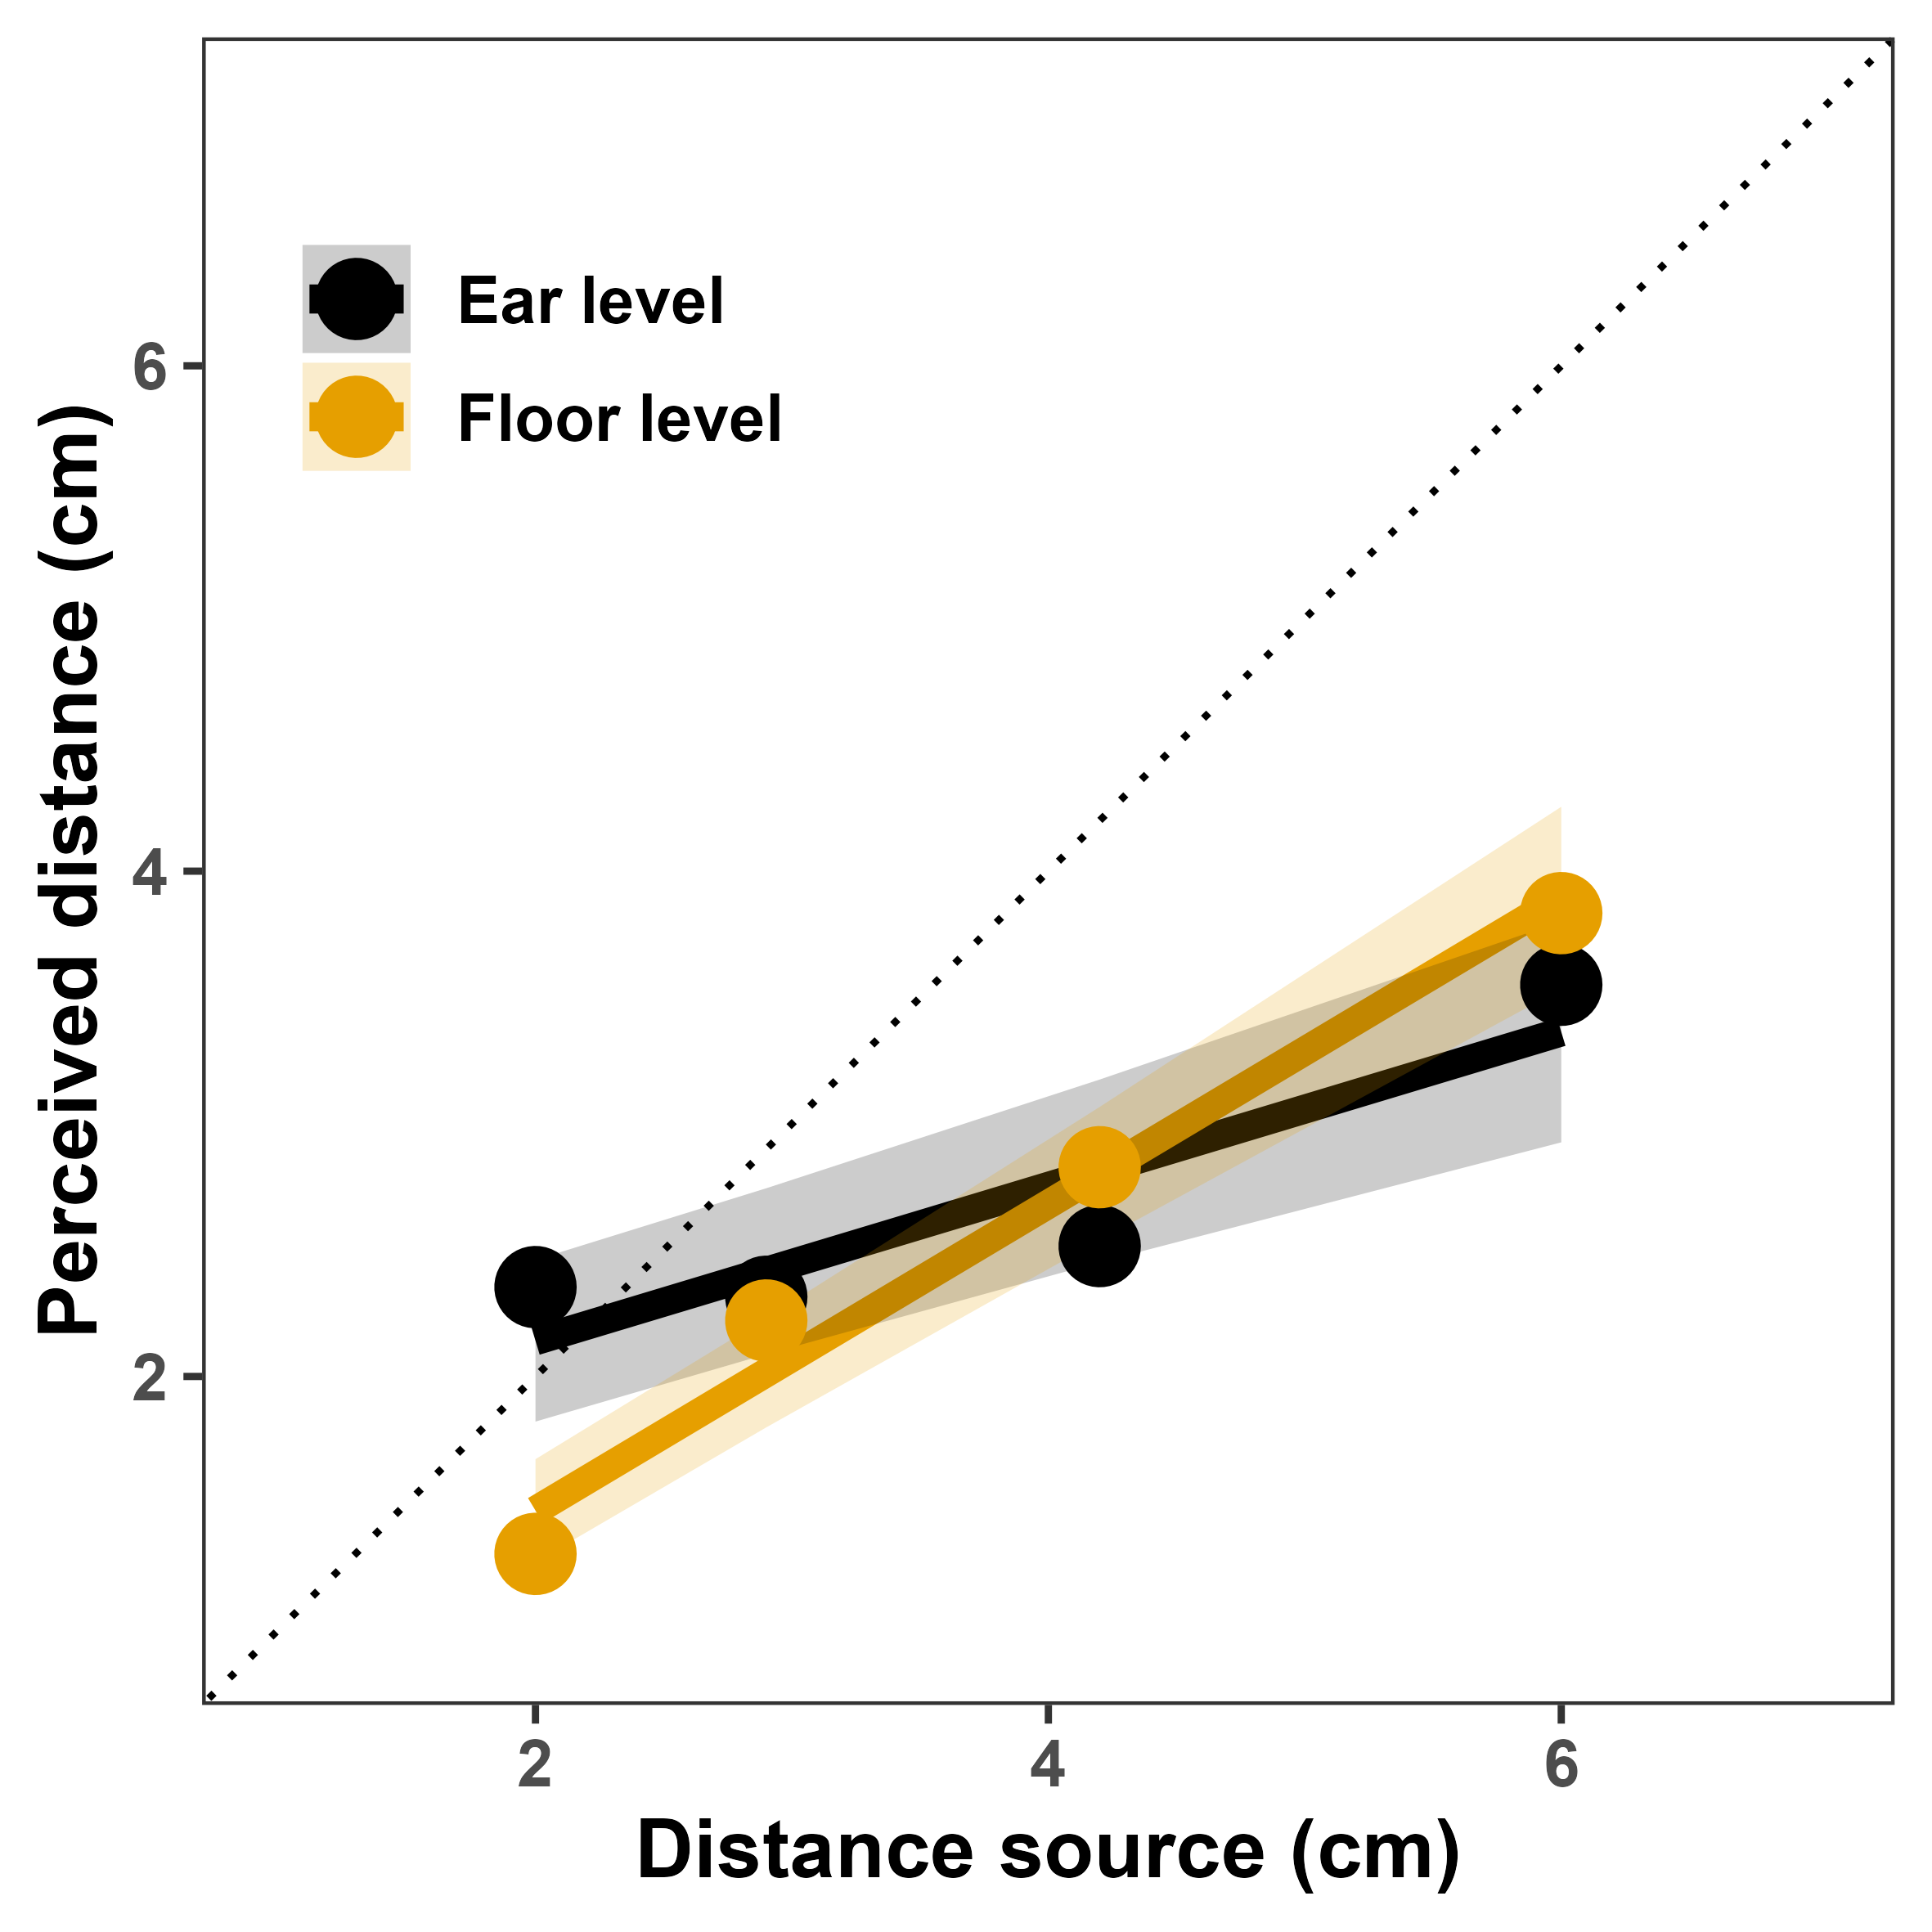 Ear level
Floor level
Perceived distance (cm)
6
4
2
2 4 6
Distance source (cm)